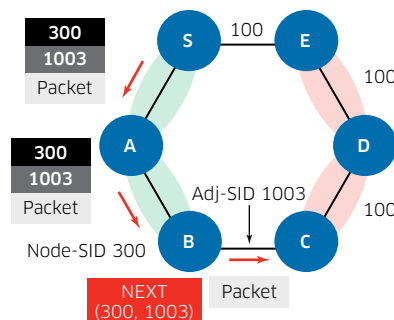 300
1003
Packet
S
100
E
100
300
1003
Packet
A
D
Adj-SID 1003
100
Node-SID 300
B
C
NEXT
(300, 1003)
Packet